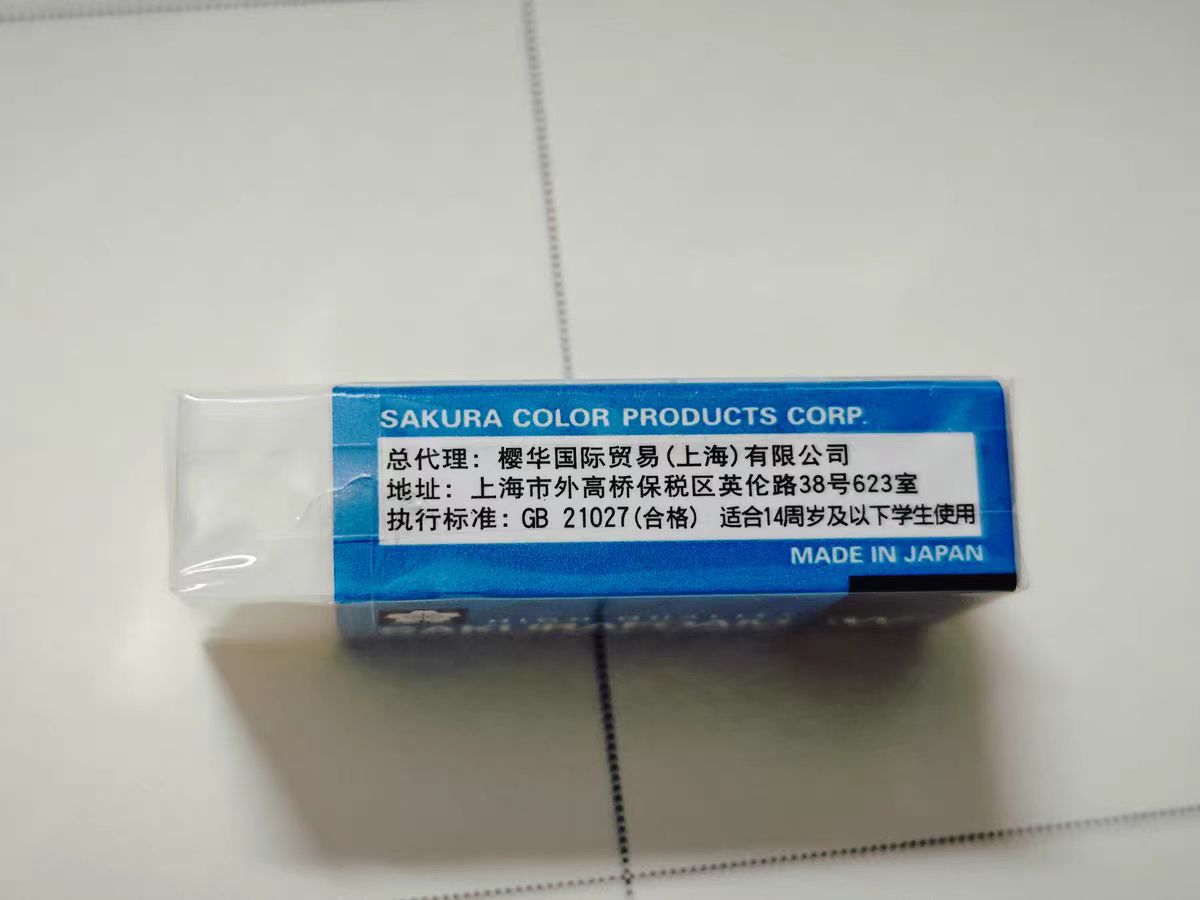 SAKURA COLOR PRODUCTS CORP.
总代理: 樱华国际贸易(上海)有限公司
地址: 上海市外高桥保税区英伦路38号623室
执行标准: GB 21027(合格) 适合14周岁及以下学生使用
MADE IN JAPAN